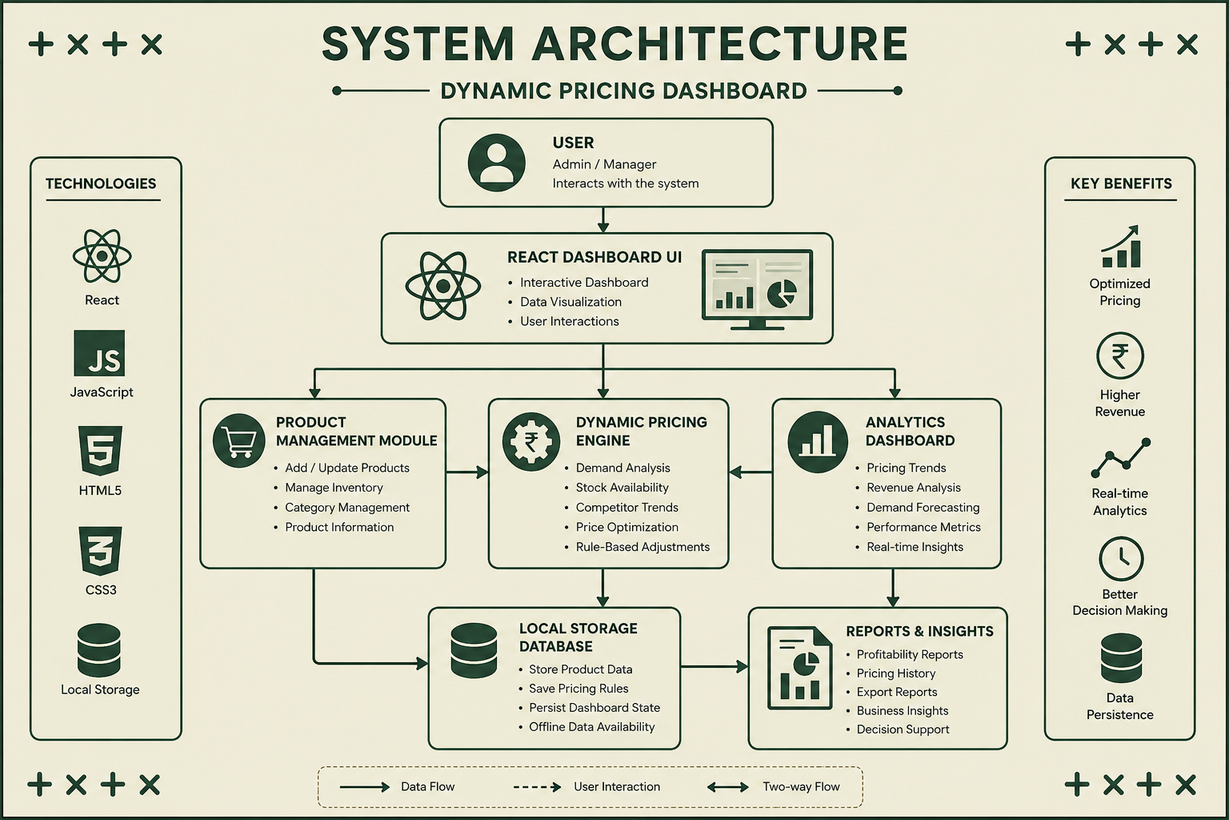 SYSTEM ARCHITECTURE
DYNAMIC PRICING DASHBOARD
USER
Admin / Manager
Interacts with the system
REACT DASHBOARD UI
• Interactive Dashboard
• Data Visualization
• User Interactions
TECHNOLOGIES
React
JS
JavaScript
5
HTML5
3
CSS3
Local Storage
PRODUCT
MANAGEMENT MODULE
• Add / Update Products
• Manage Inventory
• Category Management
• Product Information
₹
DYNAMIC PRICING
ENGINE
• Demand Analysis
• Stock Availability
• Competitor Trends
• Price Optimization
• Rule-Based Adjustments
ANALYTICS
DASHBOARD
• Pricing Trends
• Revenue Analysis
• Demand Forecasting
• Performance Metrics
• Real-time Insights
LOCAL STORAGE
DATABASE
• Store Product Data
• Save Pricing Rules
• Persist Dashboard State
• Offline Data Availability
REPORTS & INSIGHTS
• Profitability Reports
• Pricing History
• Export Reports
• Business Insights
• Decision Support
KEY BENEFITS
Optimized
Pricing
₹
Higher
Revenue
Real-time
Analytics
Better
Decision Making
Data
Persistence
Data Flow
User Interaction
Two-way Flow